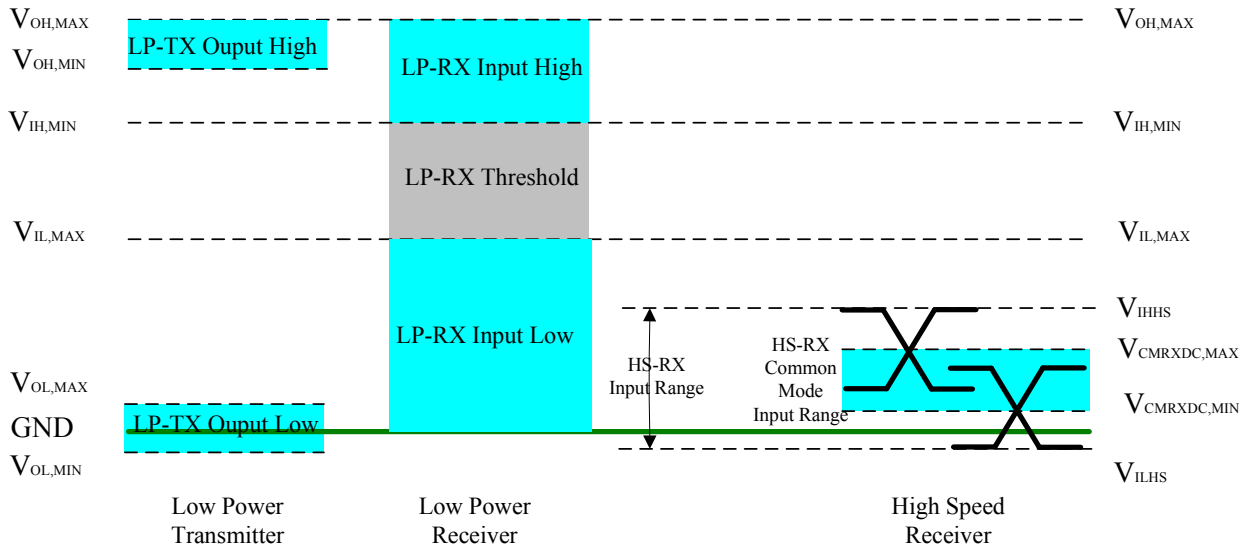 VOH,MAX
LP-TX Ouput High
VOH,MIN
LP-RX Input High
VOH,MAX
VIH,MIN
VIH,MIN
LP-RX Threshold
VIL,MAX
VIL,MAX
LP-RX Input Low
HS-RX
Input Range
HS-RX
Common
Mode
Input Range
VIHHS
VCMRXDC,MAX
VCMRXDC,MIN
VILHS
VOL,MAX
GND
LP-TX Ouput Low
VOL,MIN
Low Power
Transmitter
Low Power
Receiver
High Speed
Receiver